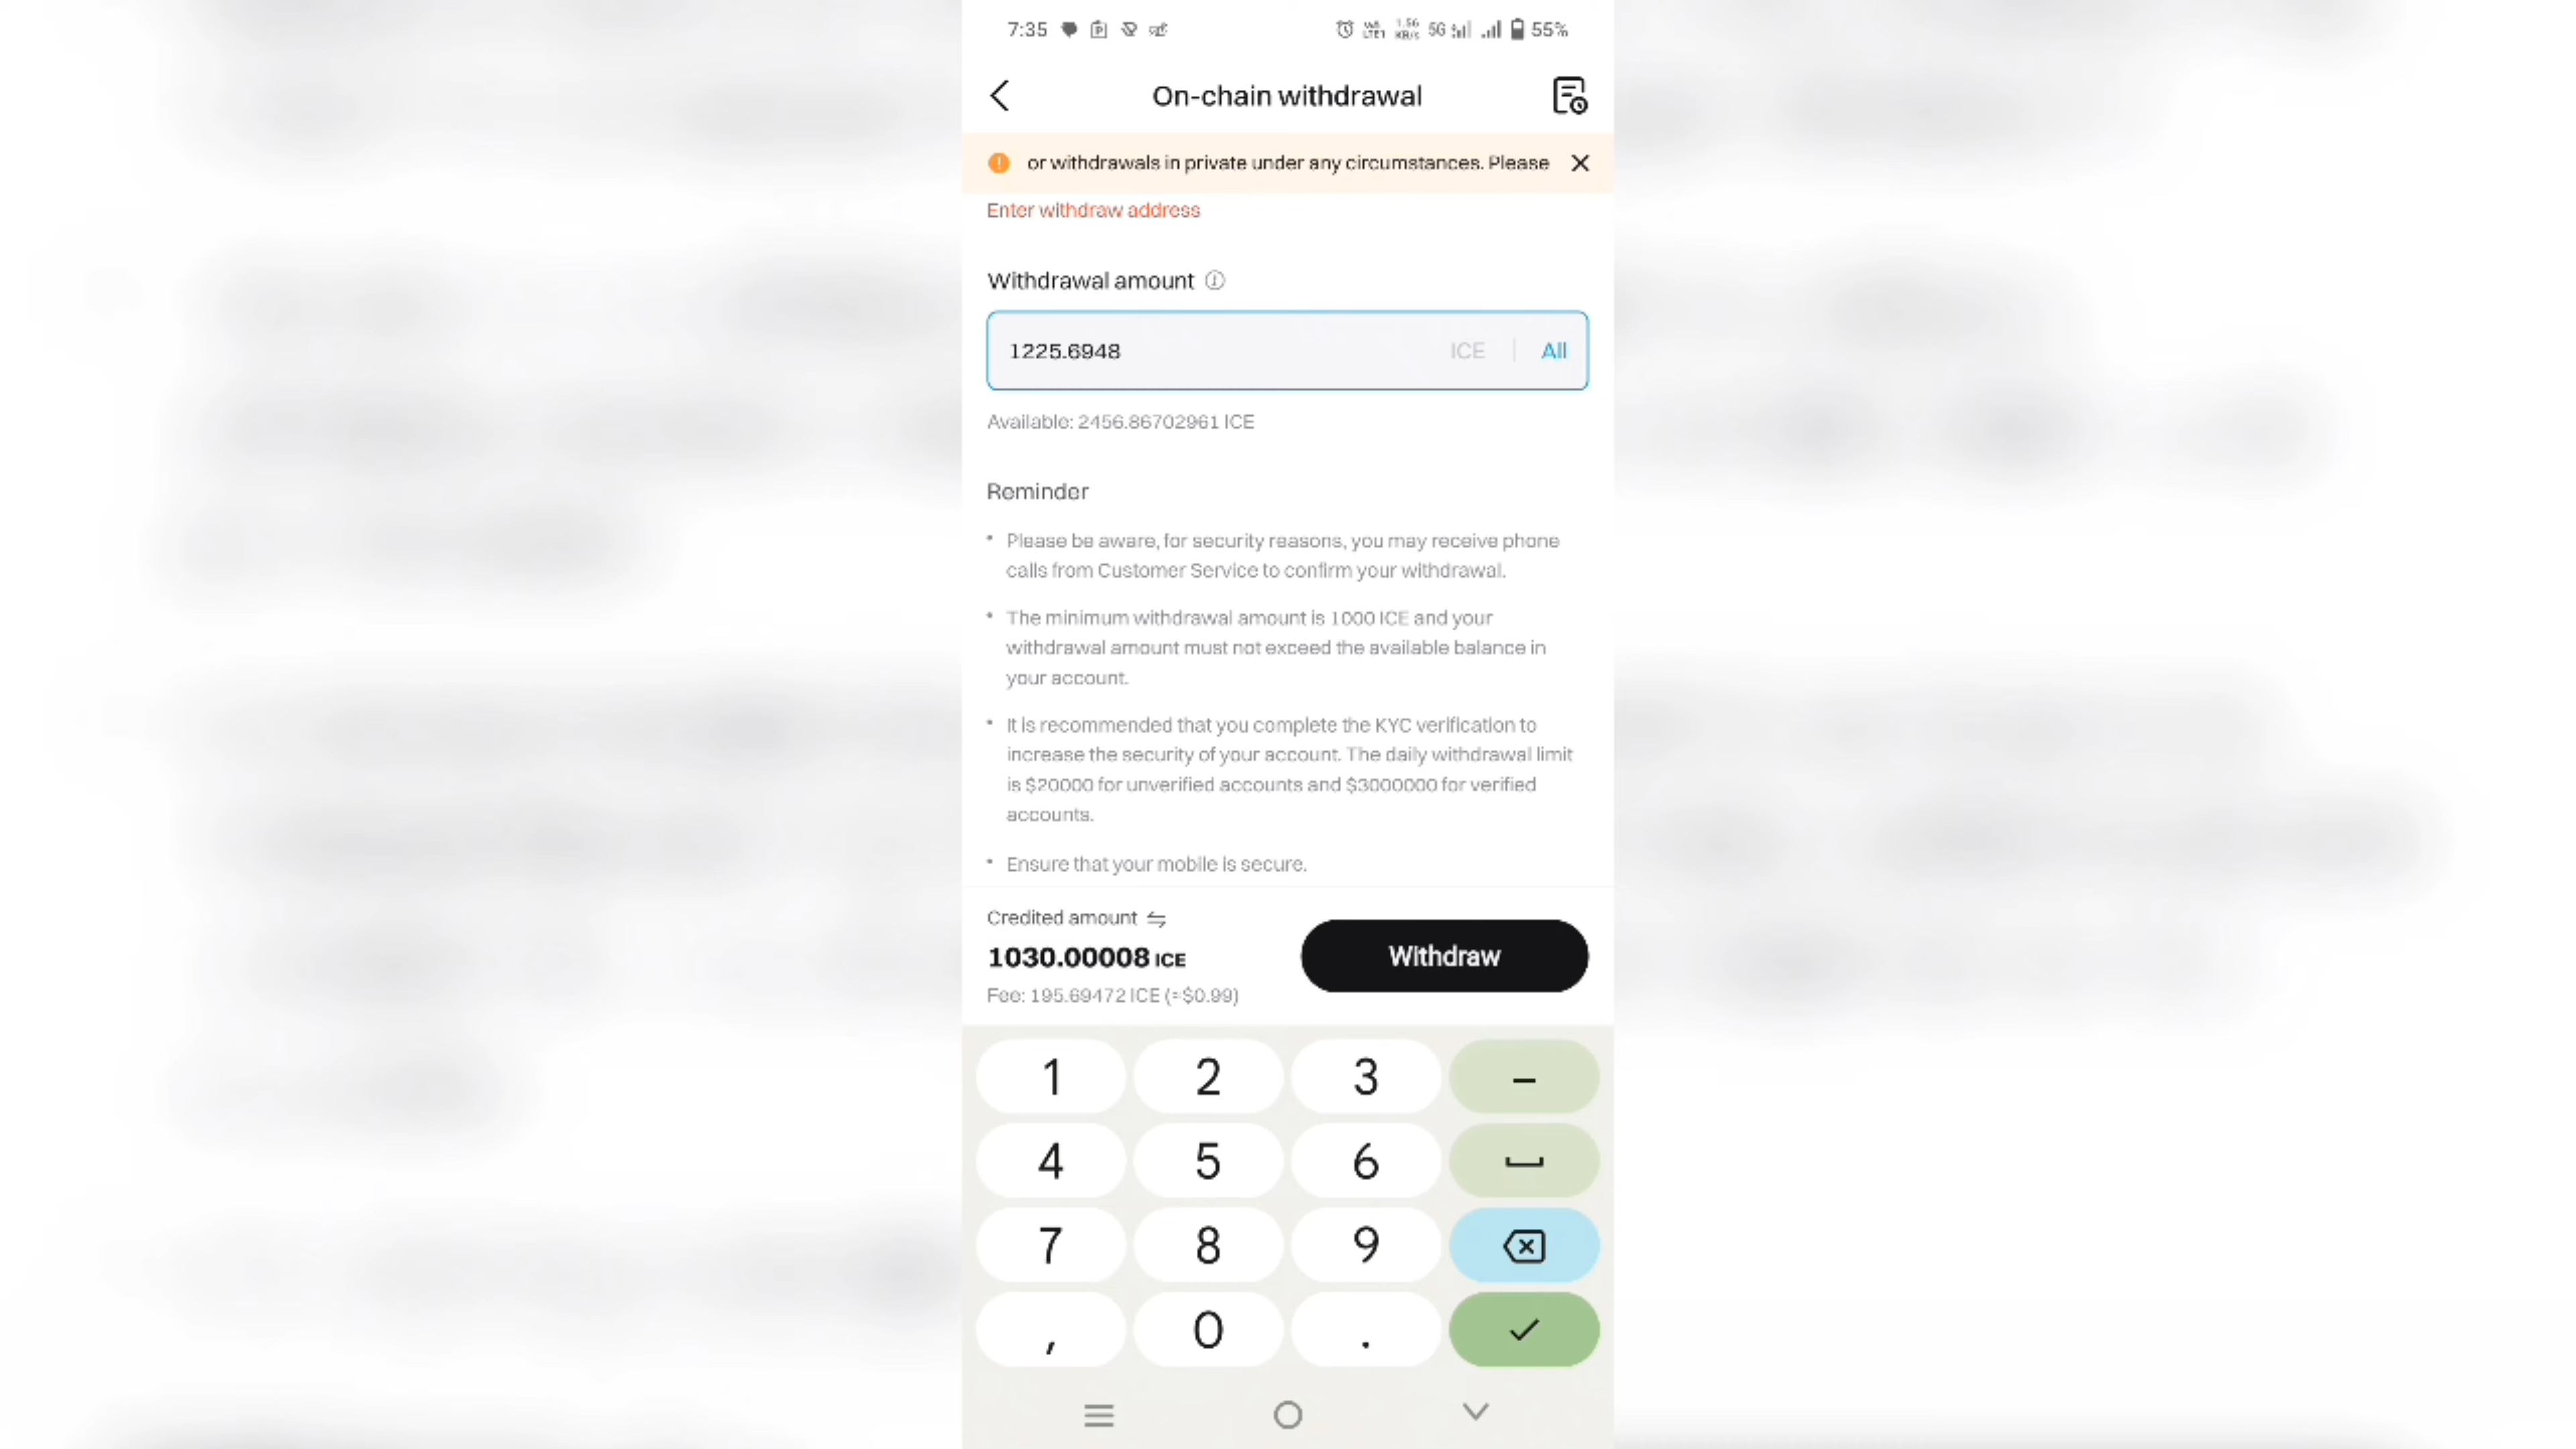 7:35
1.56 KB/s 5G 55%
On-chain withdrawal
or withdrawals in private under any circumstances. Please
Enter withdraw address
Withdrawal amount
1225.6948 ICE All
Available: 2456.86702961 ICE
Reminder
Please be aware, for security reasons, you may receive phone
calls from Customer Service to confirm your withdrawal.
The minimum withdrawal amount is 1000 ICE and your
withdrawal amount must not exceed the available balance in
your account.
It is recommended that you complete the KYC verification to
increase the security of your account. The daily withdrawal limit
is $20000 for unverified accounts and $3000000 for verified
accounts.
Ensure that your mobile is secure.
Credited amount
1030.00008 ICE
Withdraw
Fee: 195.69472 ICE (≈$0.99)
1 2 3 –
4 5 6
7 8 9
, 0 .